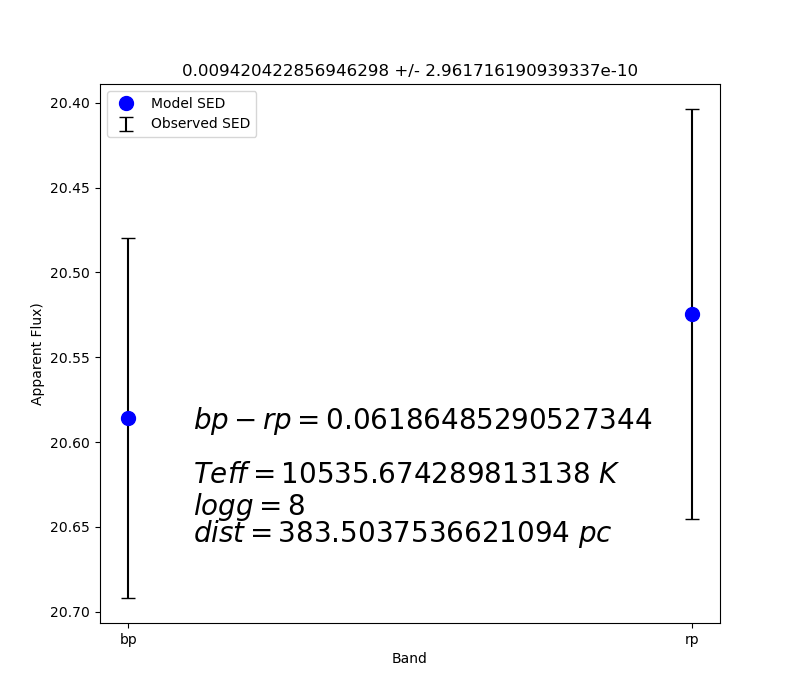 0.009420422856946298 +/- 2.961716190939337e-10
Model SED
Observed SED
20.40
20.45
20.50
20.55
20.60
20.65
20.70
Apparent Flux)
bp − rp = 0.06186485290527344
Teff = 10535.674289813138 K
logg = 8
dist = 383.5037536621094 pc
bp
rp
Band